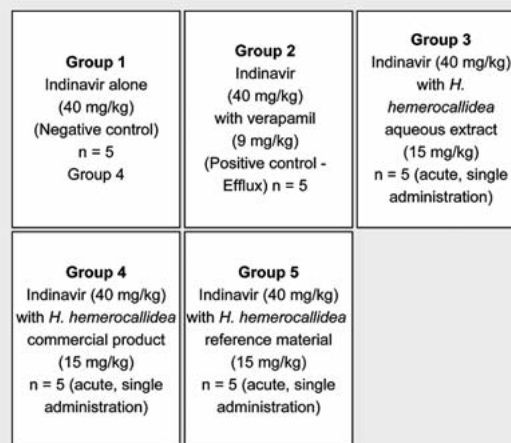 Group 1
Indinavir alone
(40 mg/kg)
(Negative control)
n = 5
Group 4
Group 2
Indinavir
(40 mg/kg)
with verapamil
(9 mg/kg)
(Positive control -
Efflux) n = 5
Group 3
Indinavir (40 mg/kg)
with H.
hemerocallidea
aqueous extract
(15 mg/kg)
n = 5 (acute, single
administration)
Group 4
Indinavir (40 mg/kg)
with H. hemerocallidea
commercial product
(15 mg/kg)
n = 5 (acute, single
administration)
Group 5
Indinavir (40 mg/kg)
with H. hemerocallidea
reference material
(15 mg/kg)
n = 5 (acute, single
administration)